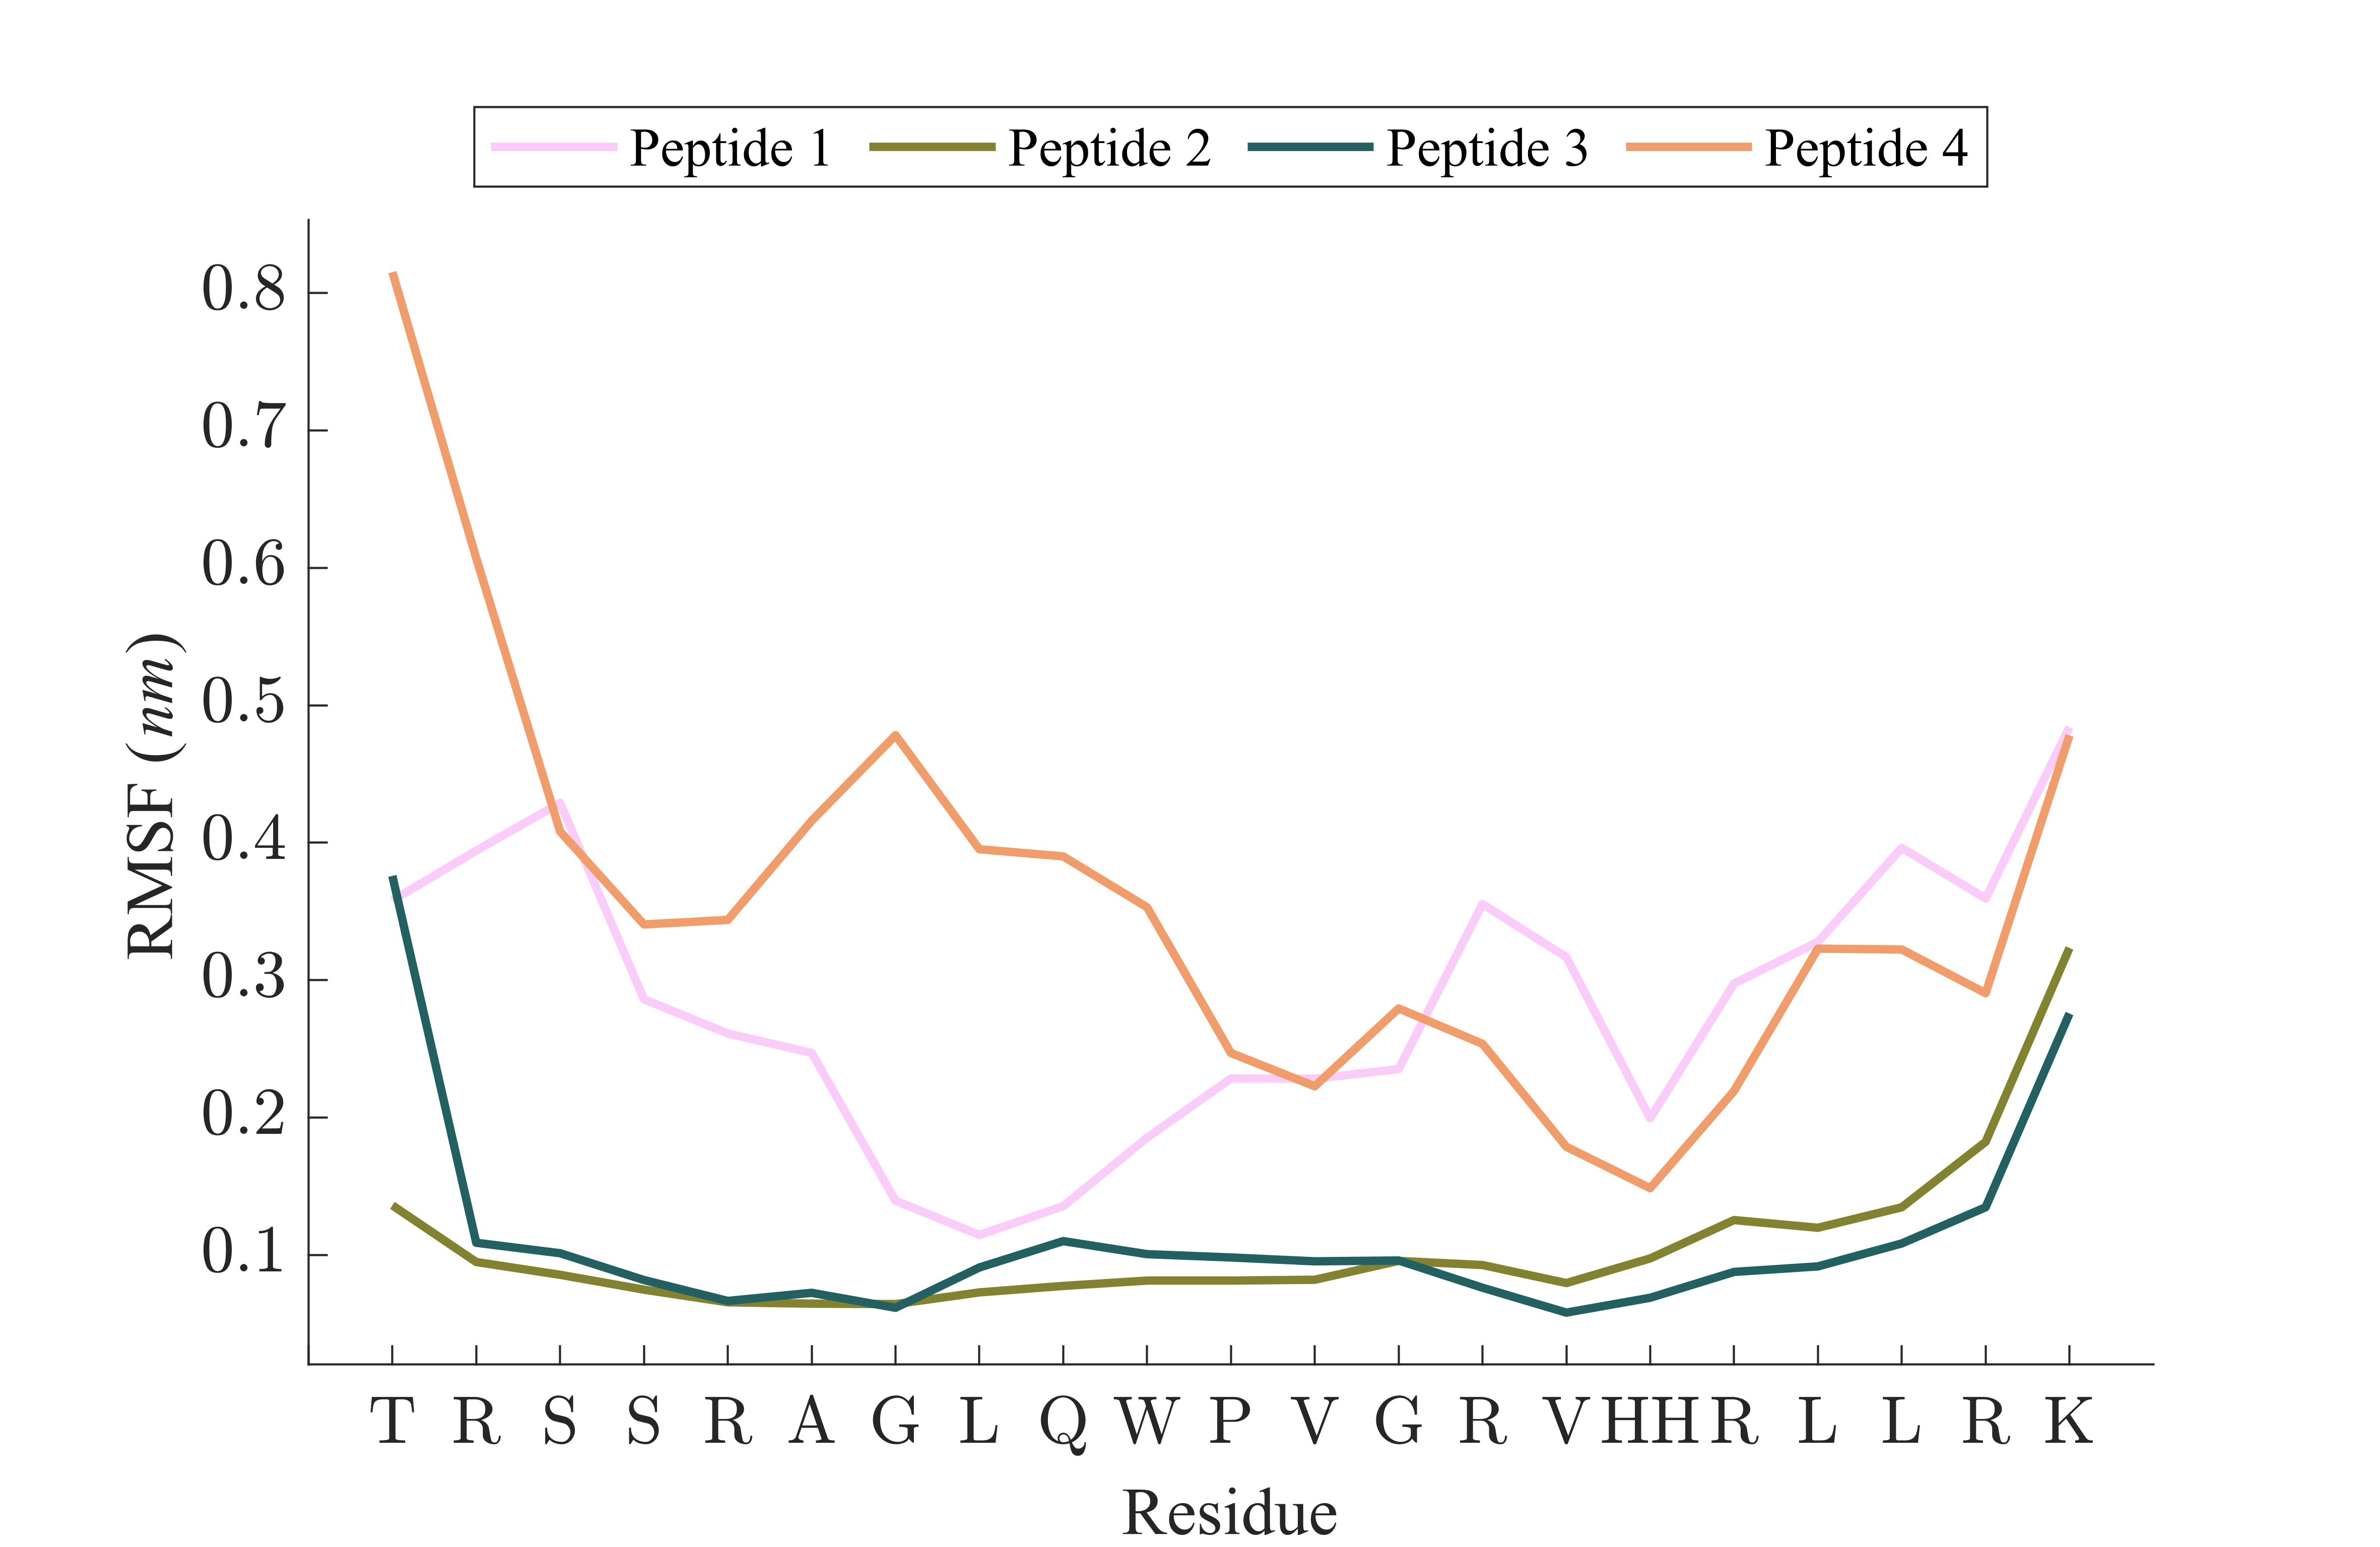 Peptide 1 Peptide 2 Peptide 3 Peptide 4
RMSF (nm)
0.8
0.7
0.6
0.5
0.4
0.3
0.2
0.1
T R S S R A G L Q W P V G R V HHH R L L R K
Residue